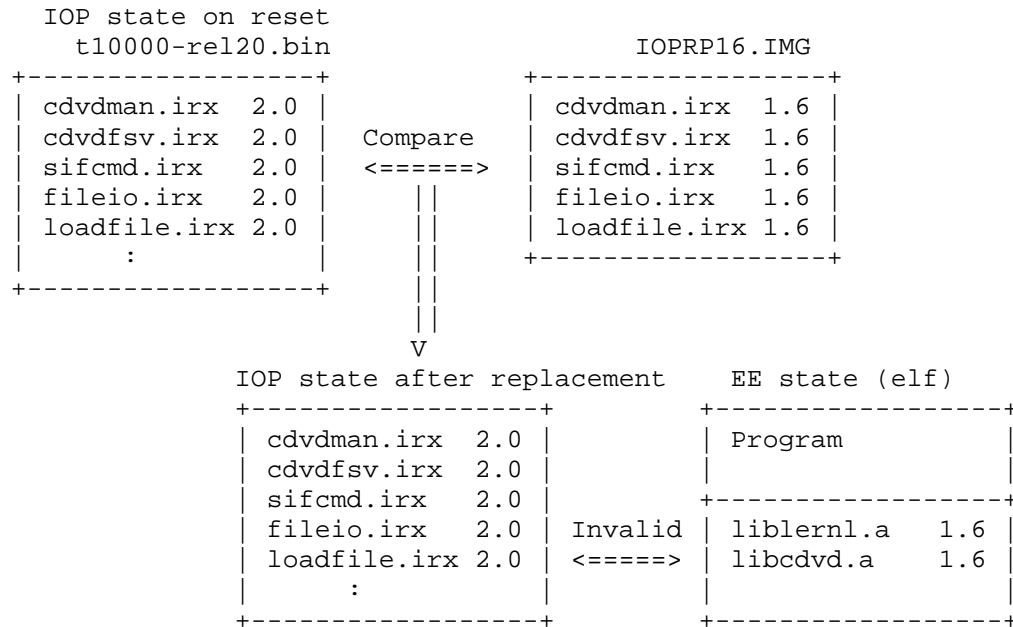 IOP state on reset
t10000-rel20.bin                    IOPRP16.IMG
+------------------+            +------------------+
| cdvdman.irx  2.0 |            | cdvdman.irx  1.6 |
| cdvdfsv.irx  2.0 |  Compare   | cdvdfsv.irx  1.6 |
| sifcmd.irx   2.0 |  <======>  | sifcmd.irx   1.6 |
| fileio.irx   2.0 |     ||     | fileio.irx   1.6 |
| loadfile.irx 2.0 |     ||     | loadfile.irx 1.6 |
|      :           |     ||     +------------------+
+------------------+     ||
||
V
IOP state after replacement    EE state (elf)
+------------------+         +------------------+
| cdvdman.irx  2.0 |         | Program          |
| cdvdfsv.irx  2.0 |         |                  |
| sifcmd.irx   2.0 |         +------------------+
| fileio.irx   2.0 | Invalid | liblernl.a   1.6 |
| loadfile.irx 2.0 | <=====> | libcdvd.a    1.6 |
|      :           |         |                  |
+------------------+         +------------------+